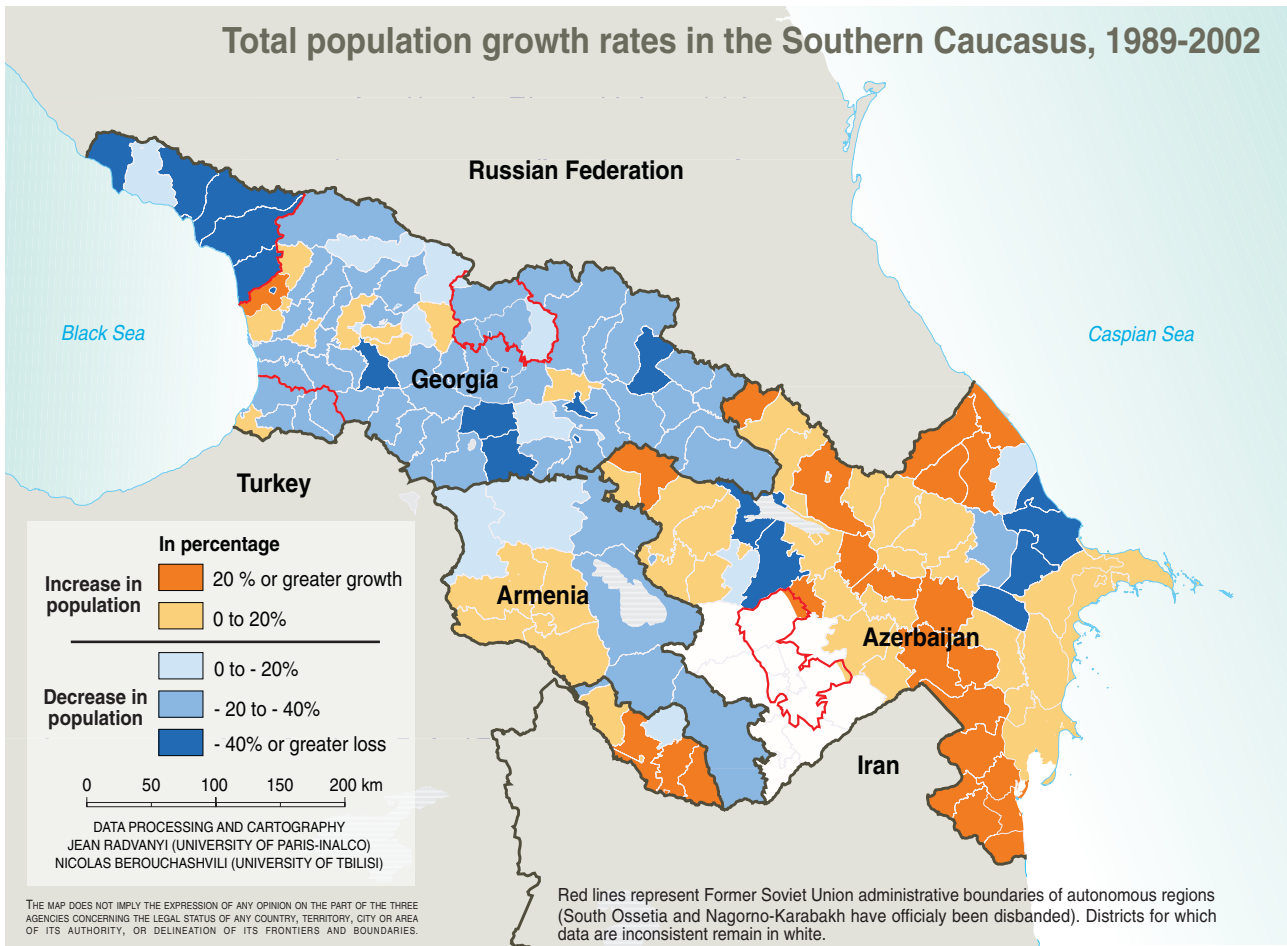 Total population growth rates in the Southern Caucasus, 1989-2002
Russian Federation
Black Sea
Caspian Sea
Georgia
Turkey
Armenia
Azerbaijan
Iran
In percentage
Increase in
population
20 % or greater growth
0 to 20%
Decrease in
population
0 to - 20%
- 20 to - 40%
- 40% or greater loss
0 50 100 150 200 km
DATA PROCESSING AND CARTOGRAPHY
JEAN RADVANYI (UNIVERSITY OF PARIS-INALCO)
NICOLAS BEROUCHASHVILI (UNIVERSITY OF TBILISI)
THE MAP DOES NOT IMPLY THE EXPRESSION OF ANY OPINION ON THE PART OF THE THREE
AGENCIES CONCERNING THE LEGAL STATUS OF ANY COUNTRY, TERRITORY, CITY OR AREA
OF ITS AUTHORITY, OR DELINEATION OF ITS FRONTIERS AND BOUNDARIES.
Red lines represent Former Soviet Union administrative boundaries of autonomous regions
(South Ossetia and Nagorno-Karabakh have officialy been disbanded). Districts for which
data are inconsistent remain in white.